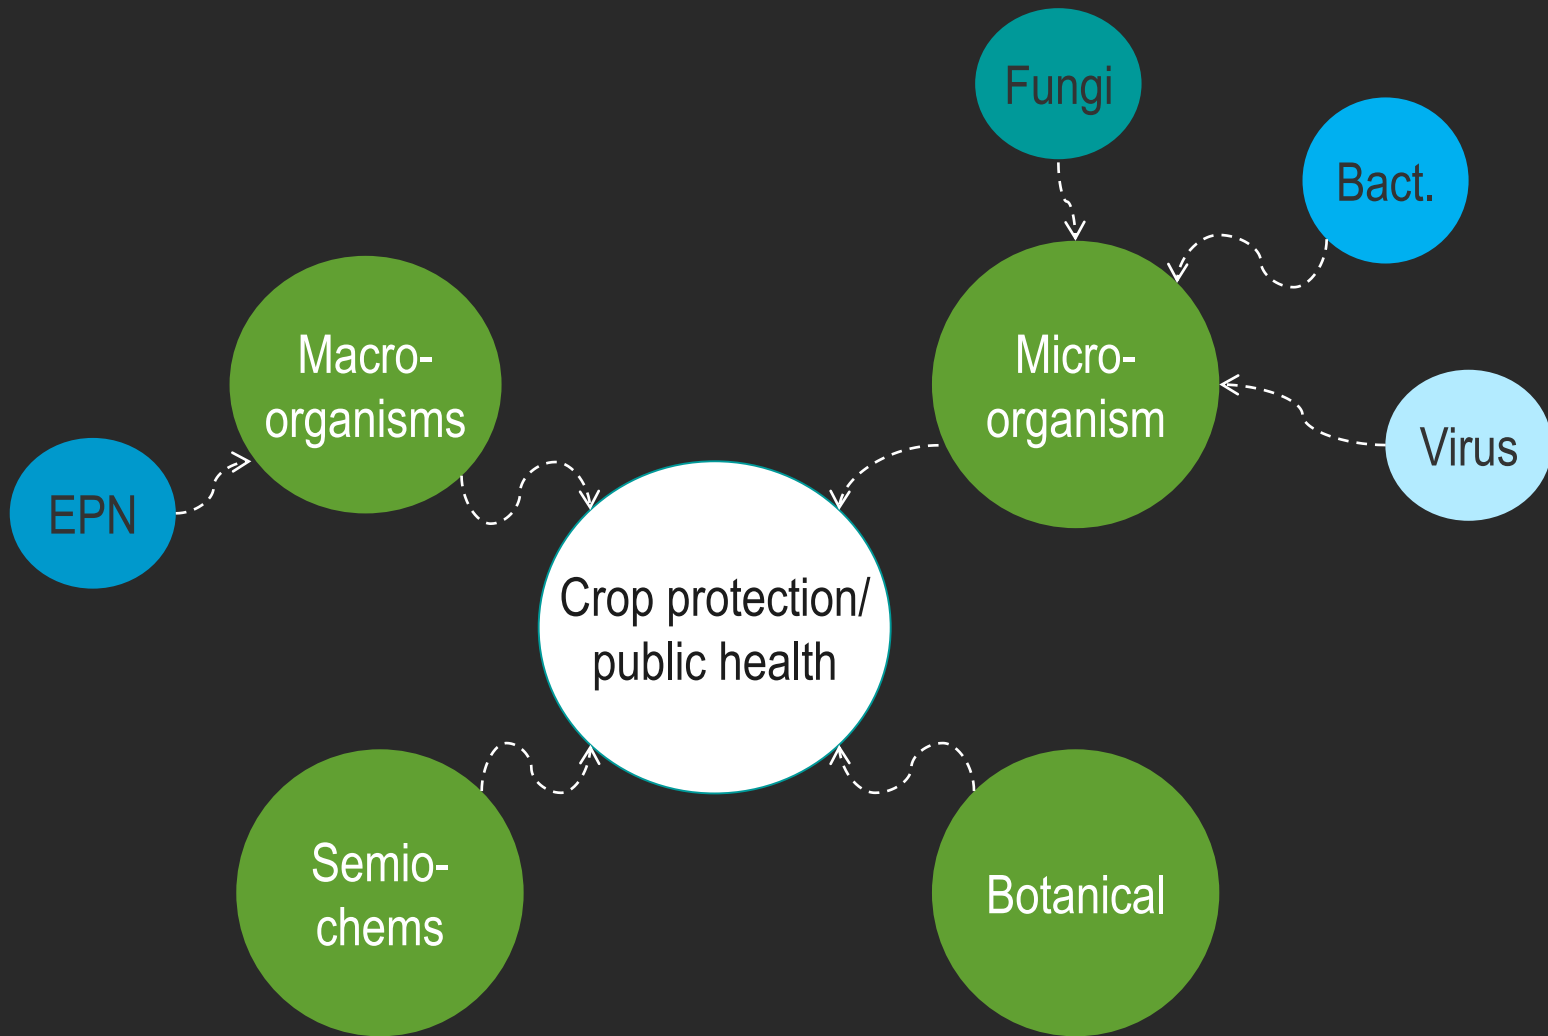 Fungi
Bact.
Macro-
organisms
Micro-
organism
Virus
EPN
Crop protection/
public health
Semio-
chems
Botanical